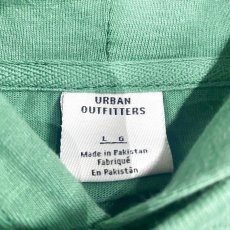 URBAN
OUTFITTERS
L G
Made in Pakistan
Fabriqué
En Pakistán